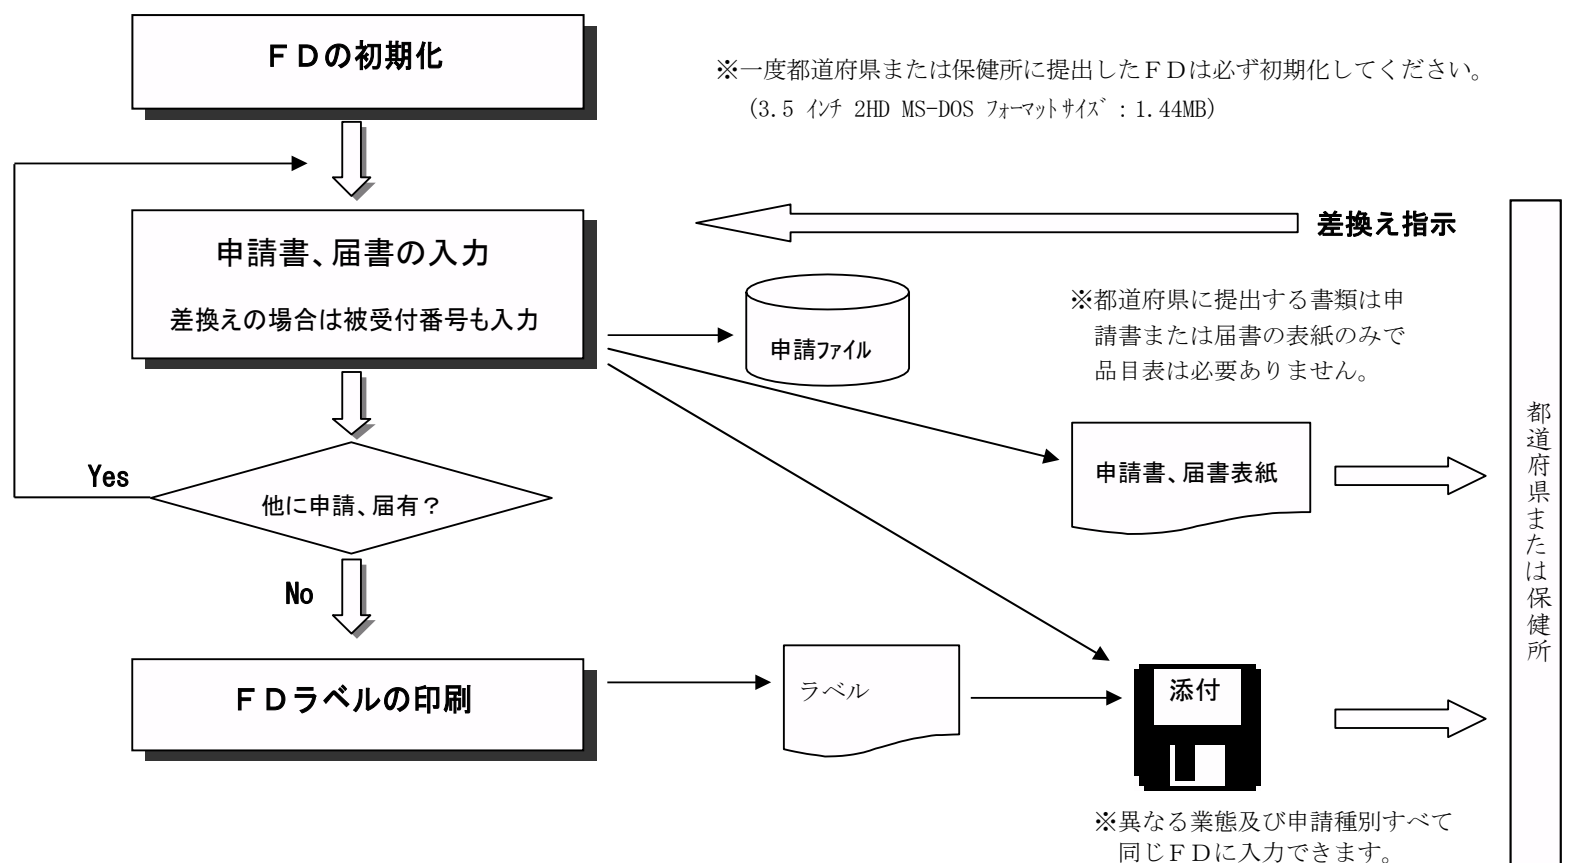 ＦＤの初期化
※一度都道府県または保健所に提出したＦＤは必ず初期化してください。
(3.5 ｲﾝﾁ 2HD MS-DOS ﾌｫｰﾏｯﾄｻｲｽﾞ：1.44MB)
差換え指示
申請書、届書の入力
差換えの場合は被受付番号も入力
申請ﾌｧｲﾙ
※都道府県に提出する書類は申
請書または届書の表紙のみで
品目表は必要ありません。
申請書、届書表紙
都道府県または保健所
Yes
他に申請、届有？
No
ＦＤラベルの印刷
ラベル
添付
※異なる業態及び申請種別すべて
同じＦＤに入力できます。